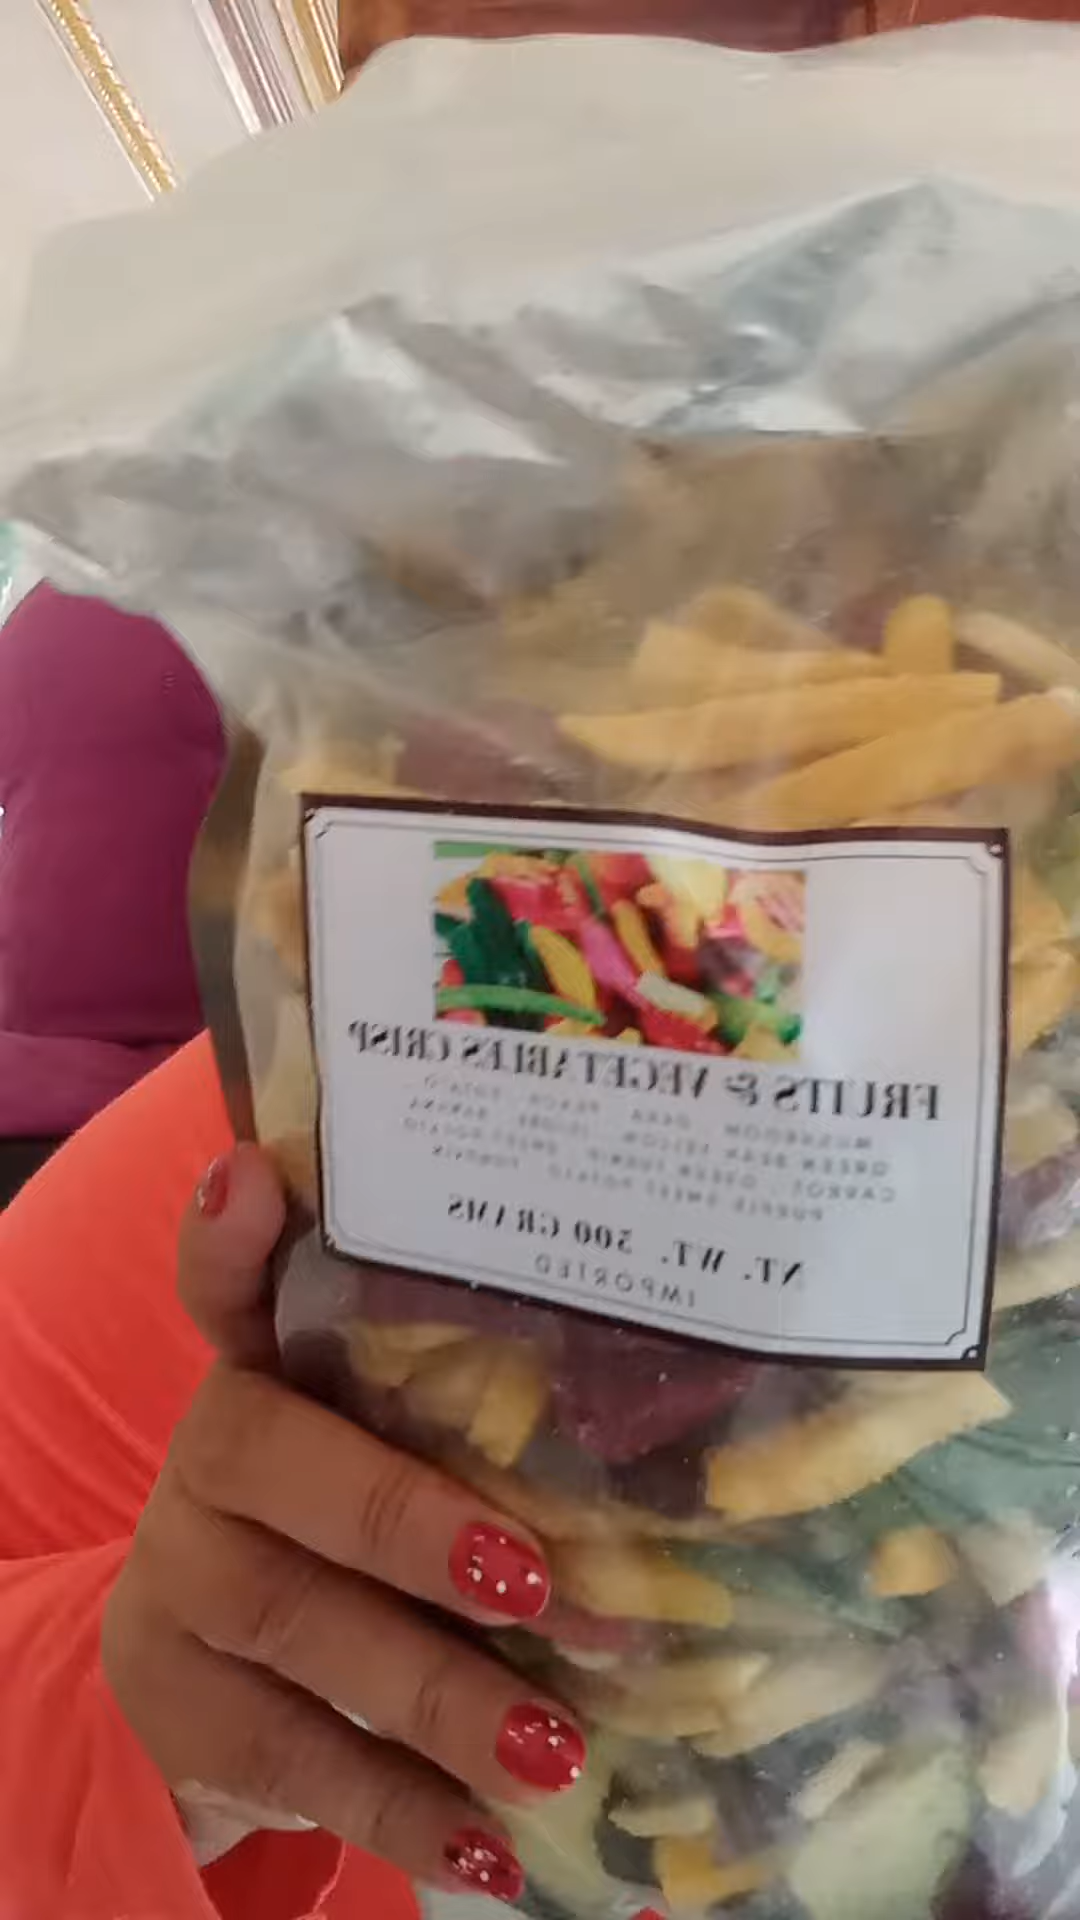 FRUITS & VEGETABLES CRISP
MUSHROOM OKRA PEACH POTATO
GREEN BEAN YELLOW BANANA
CARROT GREEN TURNIP SWEET POTATO
PURPLE SWEET POTATO PUMPKIN
NT. WT. 500 GRAMS
IMPORTED